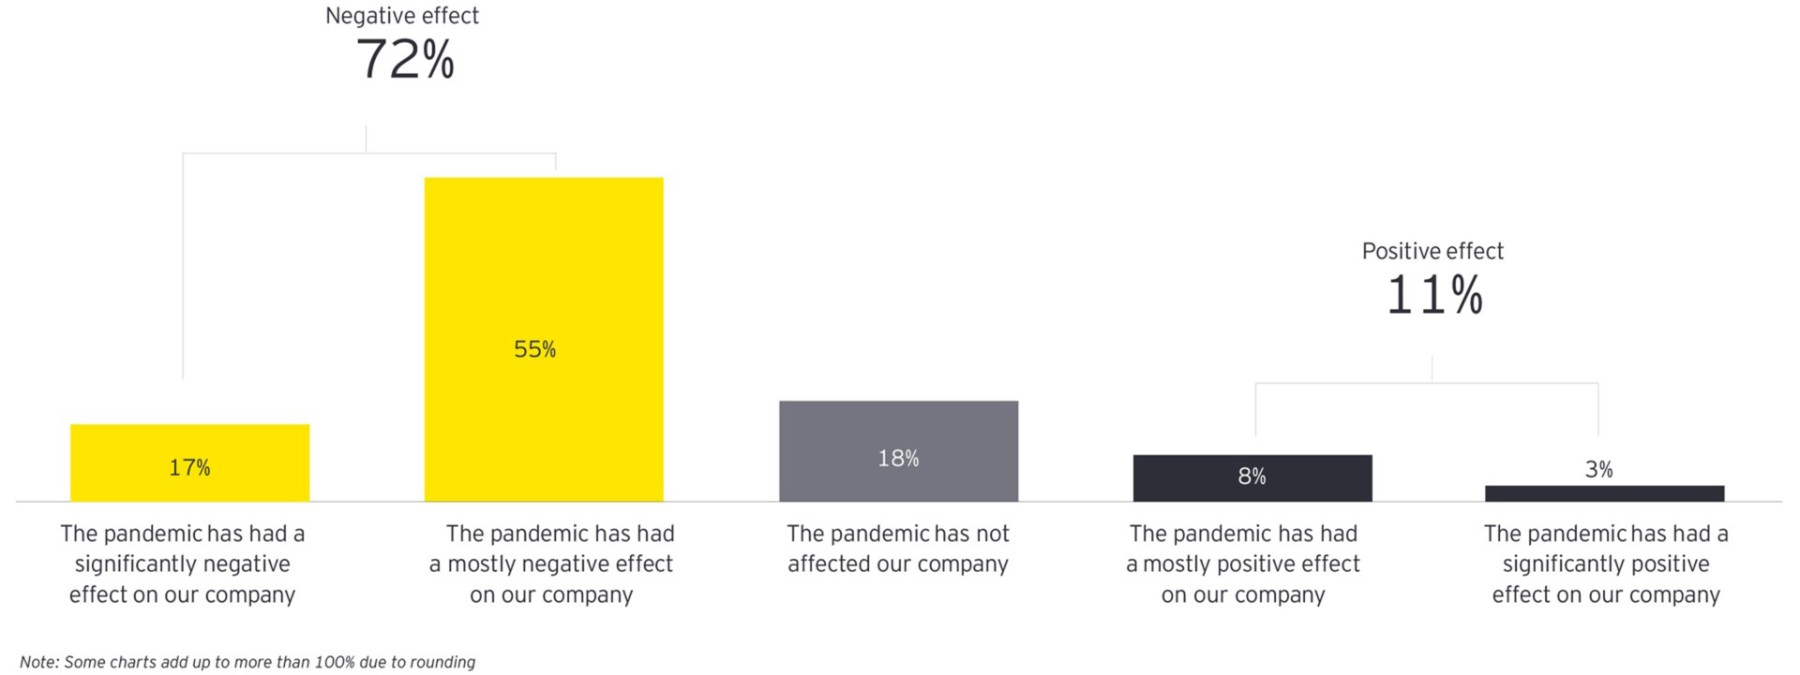 Negative effect
72%
Positive effect
11%
55%
17%
18%
8%
3%
The pandemic has had a
significantly negative
effect on our company
The pandemic has had
a mostly negative effect
on our company
The pandemic has not
affected our company
The pandemic has had
a mostly positive effect
on our company
The pandemic has had a
significantly positive
effect on our company
Note: Some charts add up to more than 100% due to rounding